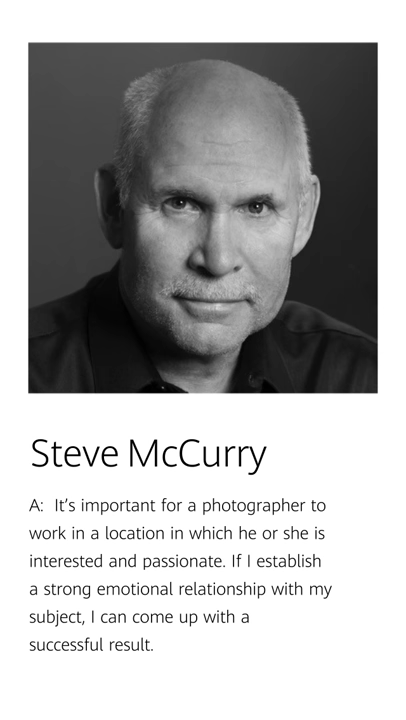 Steve McCurry
A: It's important for a photographer to
work in a location in which he or she is
interested and passionate. If I establish
a strong emotional relationship with my
subject, I can come up with a
successful result.